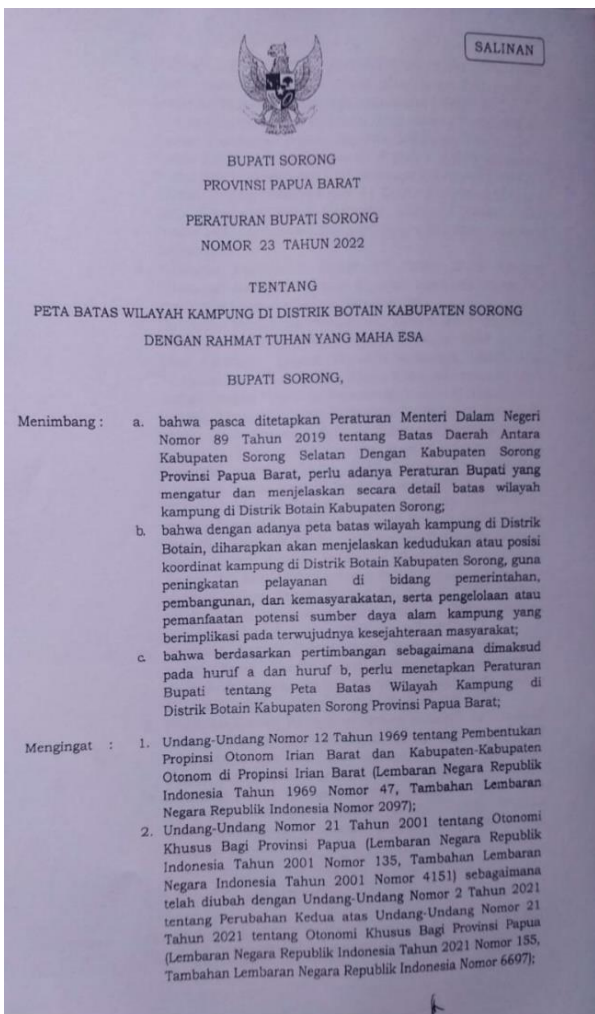 SALINAN
BUPATI SORONG
PROVINSI PAPUA BARAT
PERATURAN BUPATI SORONG
NOMOR 23 TAHUN 2022
TENTANG
PETA BATAS WILAYAH KAMPUNG DI DISTRIK BOTAIN KABUPATEN SORONG
DENGAN RAHMAT TUHAN YANG MAHA ESA
BUPATI SORONG,
Menimbang : a. bahwa pasca ditetapkan Peraturan Menteri Dalam Negeri
Nomor 89 Tahun 2019 tentang Batas Daerah Antara
Kabupaten Sorong Selatan Dengan Kabupaten Sorong
Provinsi Papua Barat, perlu adanya Peraturan Bupati yang
mengatur dan menjelaskan secara detail batas wilayah
kampung di Distrik Botain Kabupaten Sorong;
b. bahwa dengan adanya peta batas wilayah kampung di Distrik
Botain, diharapkan akan menjelaskan kedudukan atau posisi
koordinat kampung di Distrik Botain Kabupaten Sorong, guna
peningkatan pelayanan di bidang pemerintahan,
pembangunan, dan kemasyarakatan, serta pengelolaan atau
pemanfaatan potensi sumber daya alam kampung yang
berimplikasi pada terwujudnya kesejahteraan masyarakat;
c. bahwa berdasarkan pertimbangan sebagaimana dimaksud
pada huruf a dan huruf b, perlu menetapkan Peraturan
Bupati tentang Peta Batas Wilayah Kampung di
Distrik Botain Kabupaten Sorong Provinsi Papua Barat;
Mengingat : 1. Undang-Undang Nomor 12 Tahun 1969 tentang Pembentukan
Propinsi Otonom Irian Barat dan Kabupaten-Kabupaten
Otonom di Propinsi Irian Barat (Lembaran Negara Republik
Indonesia Tahun 1969 Nomor 47, Tambahan Lembaran
Negara Republik Indonesia Nomor 2097);
2. Undang-Undang Nomor 21 Tahun 2001 tentang Otonomi
Khusus Bagi Provinsi Papua (Lembaran Negara Republik
Indonesia Tahun 2001 Nomor 135, Tambahan Lembaran
Negara Indonesia Tahun 2001 Nomor 4151) sebagaimana
telah diubah dengan Undang-Undang Nomor 2 Tahun 2021
tentang Perubahan Kedua atas Undang-Undang Nomor 21
Tahun 2021 tentang Otonomi Khusus Bagi Provinsi Papua
(Lembaran Negara Republik Indonesia Tahun 2021 Nomor 155,
Tambahan Lembaran Negara Republik Indonesia Nomor 6697);